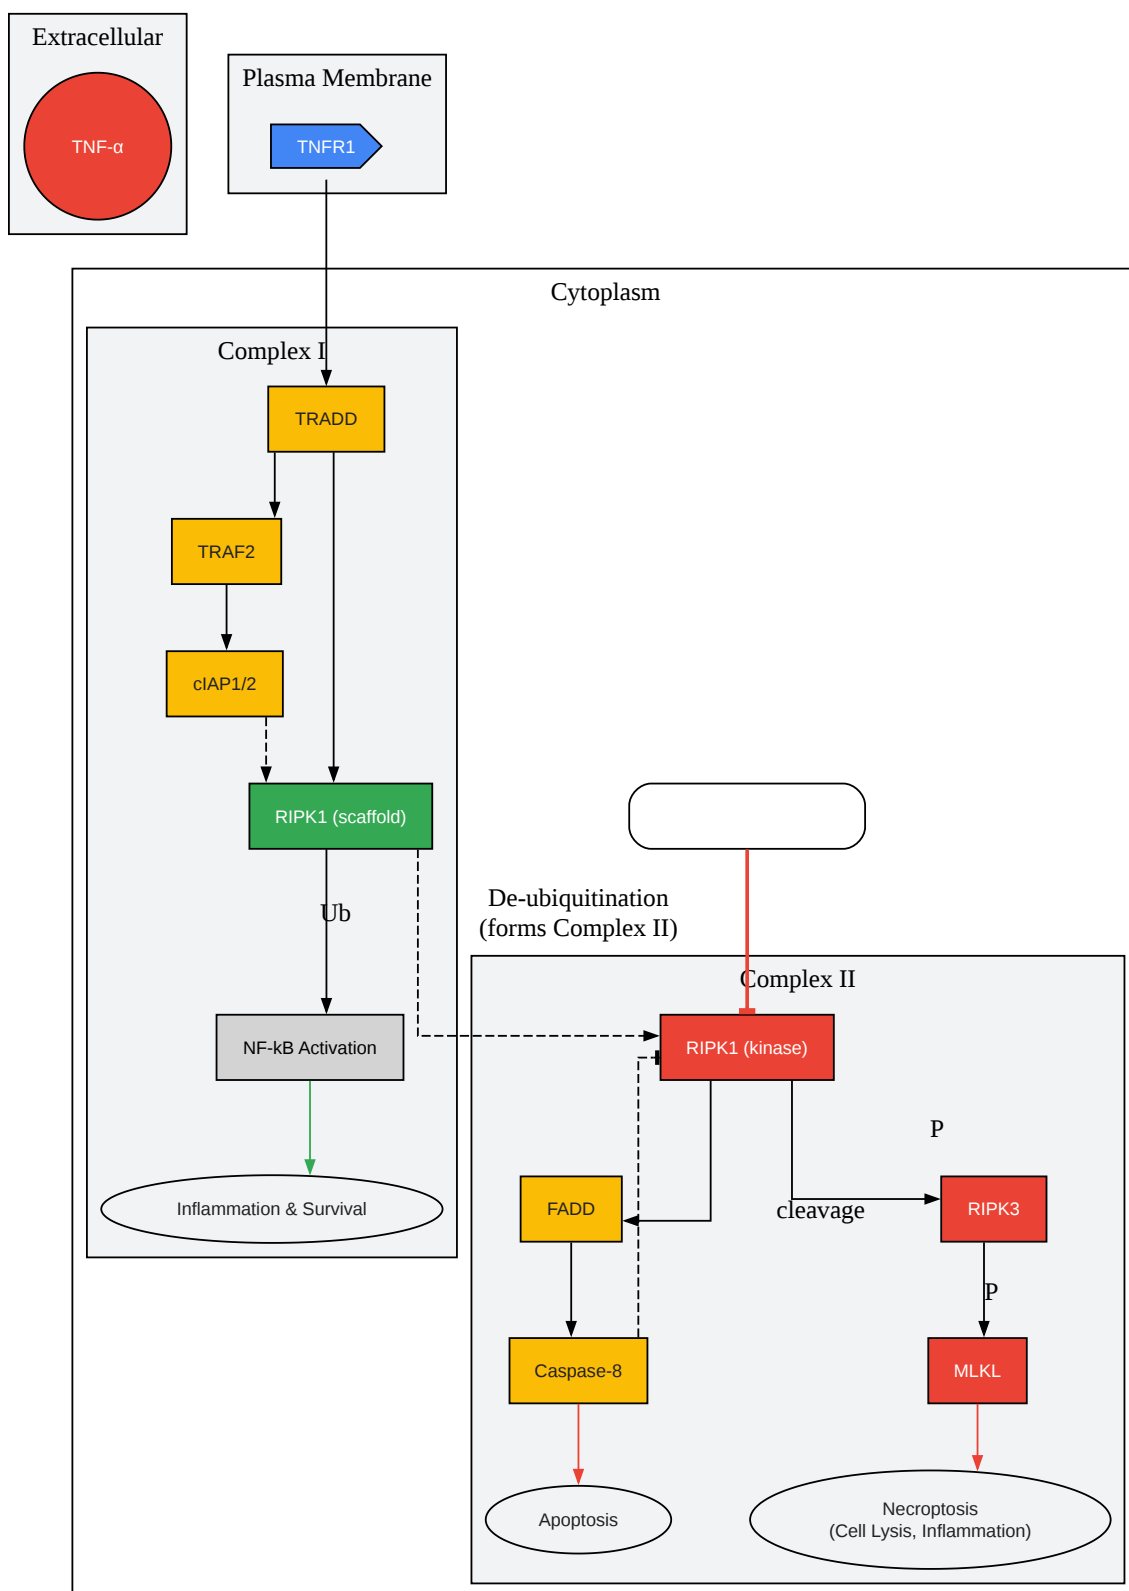 Extracellular
TNF-α
Plasma Membrane
TNFR1
Cytoplasm
Complex I
TRADD
TRAF2
cIAP1/2
RIPK1 (scaffold)
Ub
De-ubiquitination
(forms Complex II)
Complex II
NF-kB Activation
RIPK1 (kinase)
P
Inflammation & Survival
FADD
cleavage
RIPK3
P
Caspase-8
MLKL
Apoptosis
Necroptosis
(Cell Lysis, Inflammation)